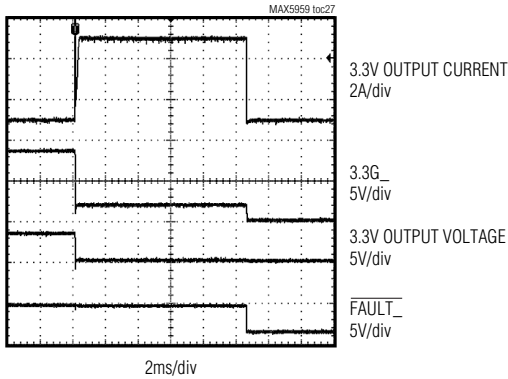 MAX5959 toc27
3.3V OUTPUT CURRENT
2A/div
3.3G_
5V/div
3.3V OUTPUT VOLTAGE
5V/div
FAULT_
5V/div
2ms/div